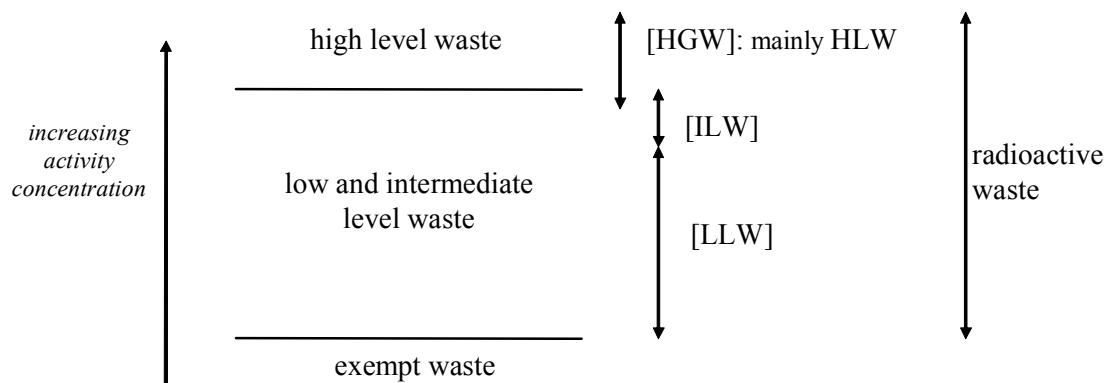 high level waste
[HGW]: mainly HLW
[ILW]
increasing
activity
concentration
low and intermediate
level waste
radioactive
waste
[LLW]
exempt waste